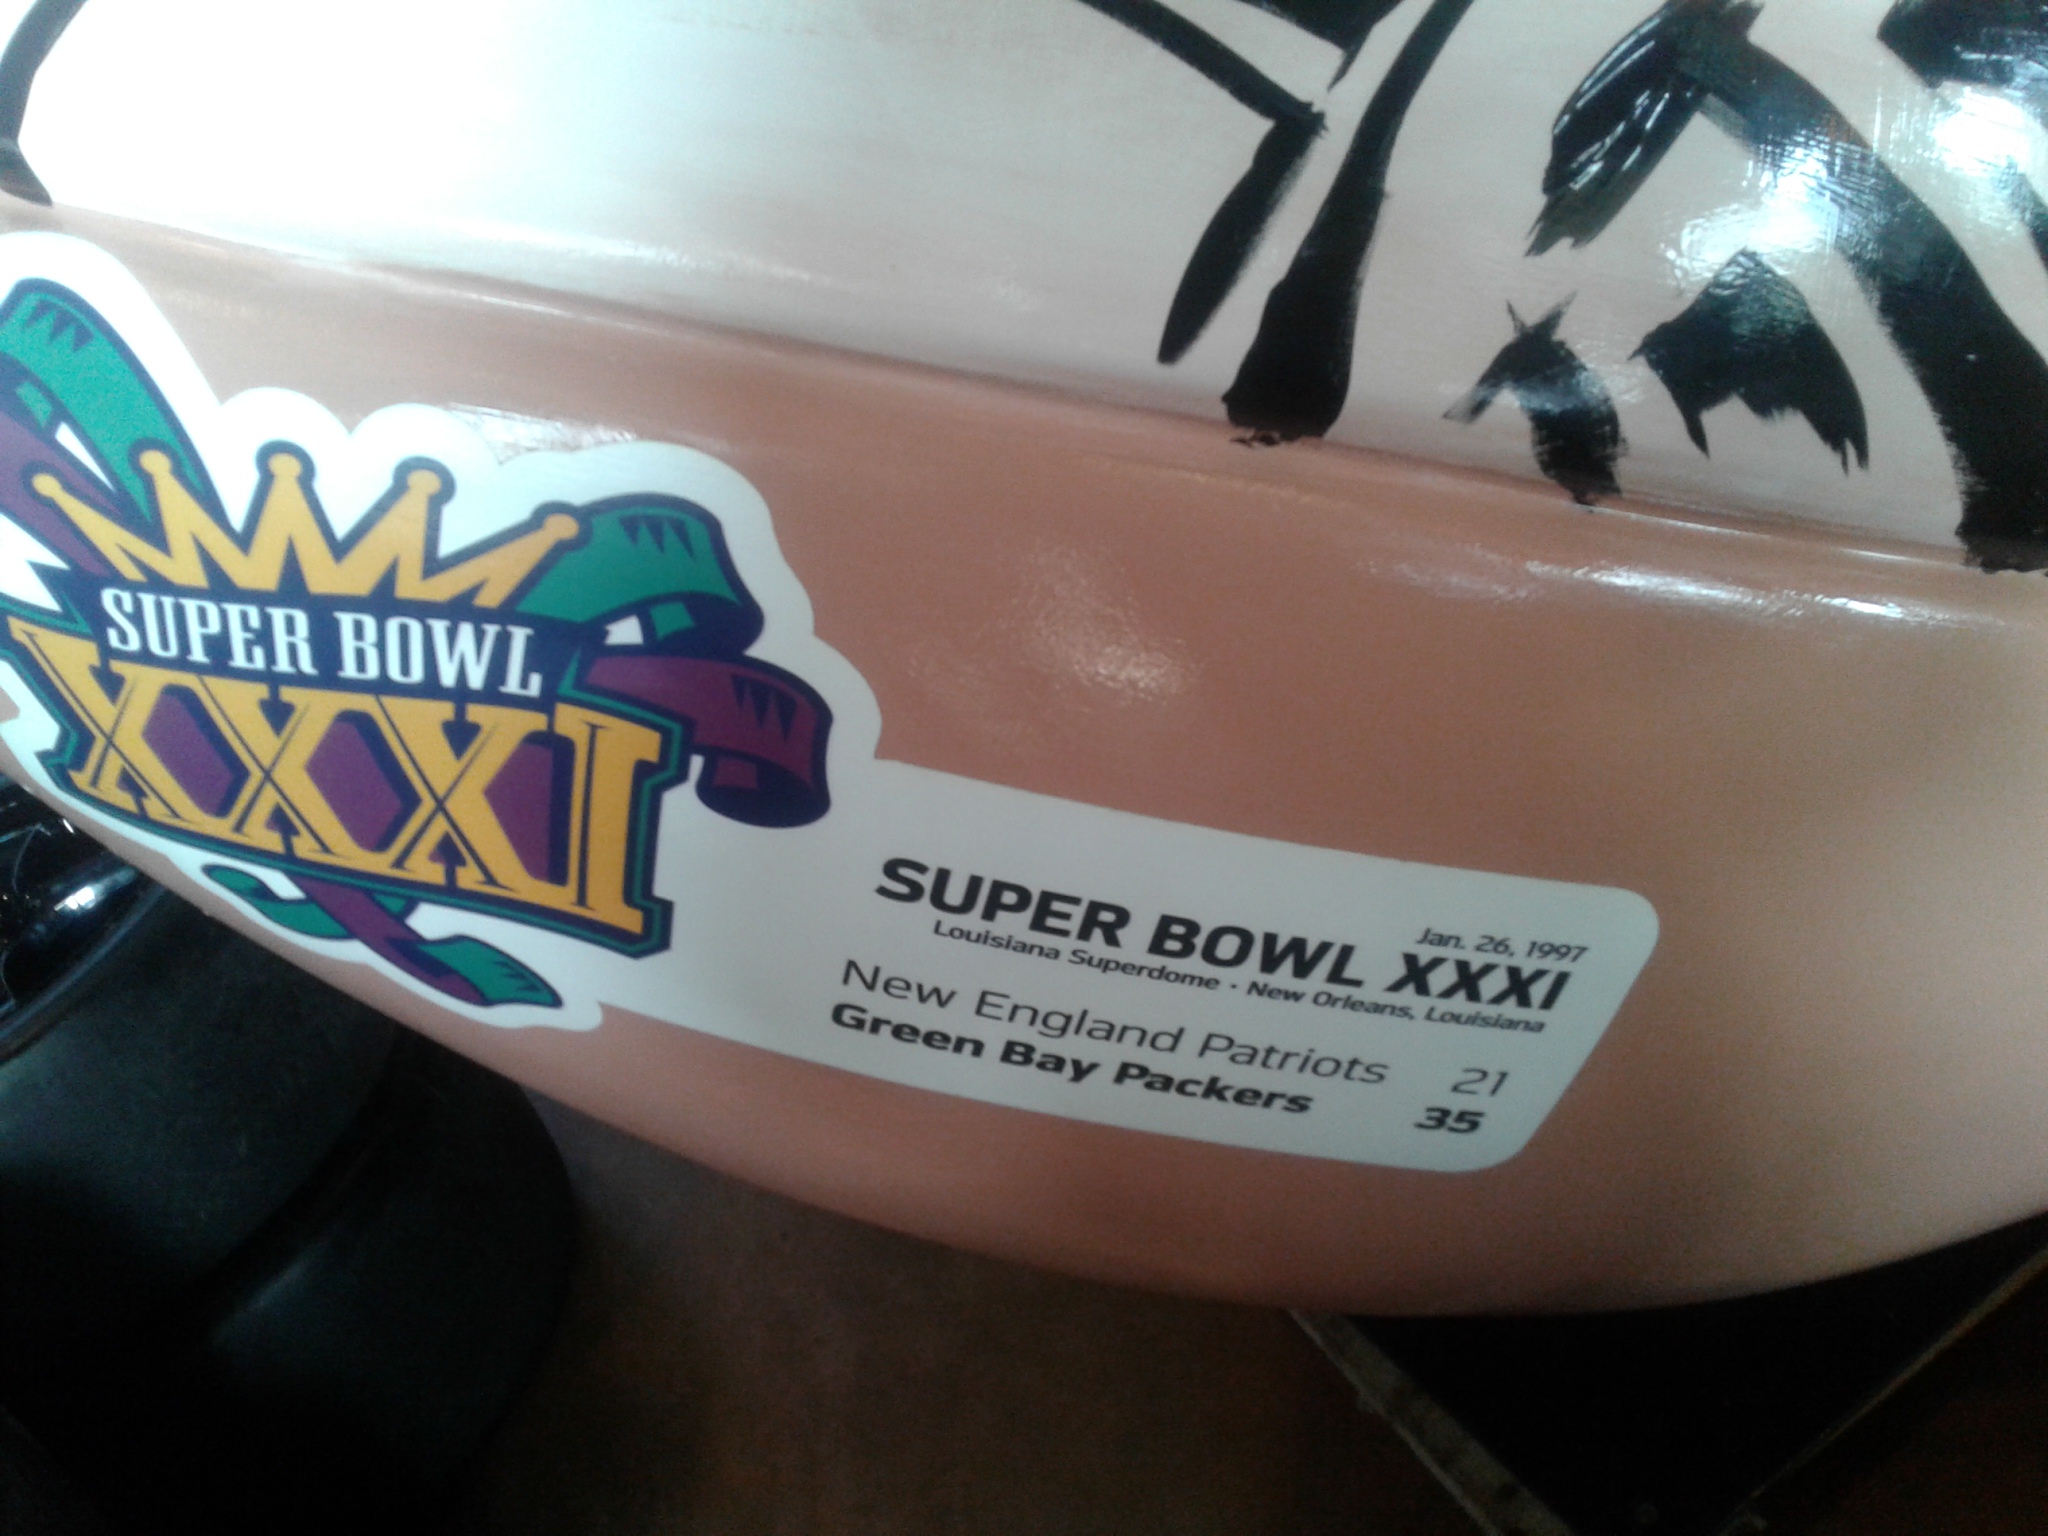 SUPER BOWL
XXXI
Jan. 26, 1997
SUPER BOWL XXXI
Louisiana Superdome · New Orleans, Louisiana
New England Patriots 21
Green Bay Packers 35